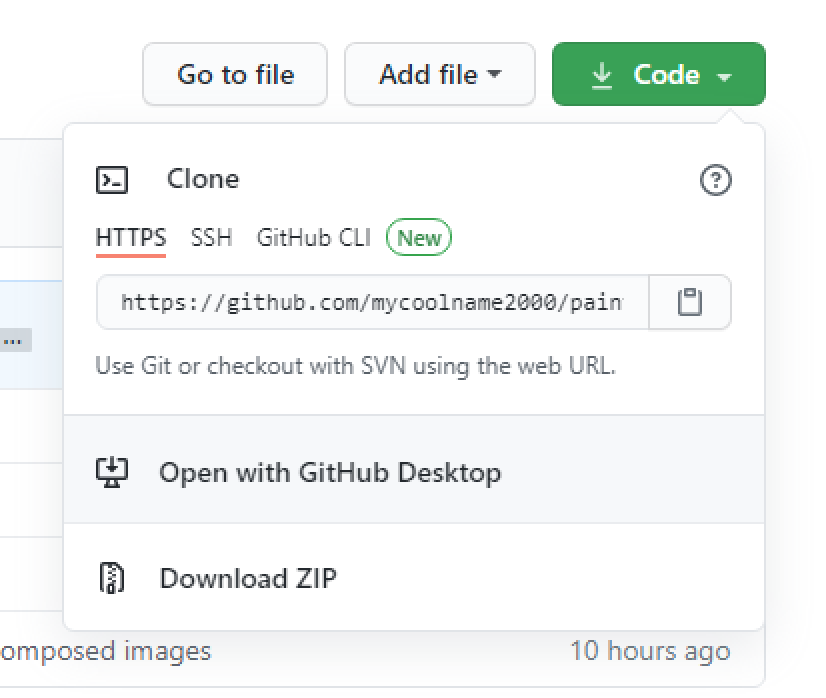 Go to file Add file Code
Clone
HTTPS SSH GitHub CLI New
https://github.com/mycoolname2000/pain
Use Git or checkout with SVN using the web URL.
...
Open with GitHub Desktop
Download ZIP
omposed images 10 hours ago